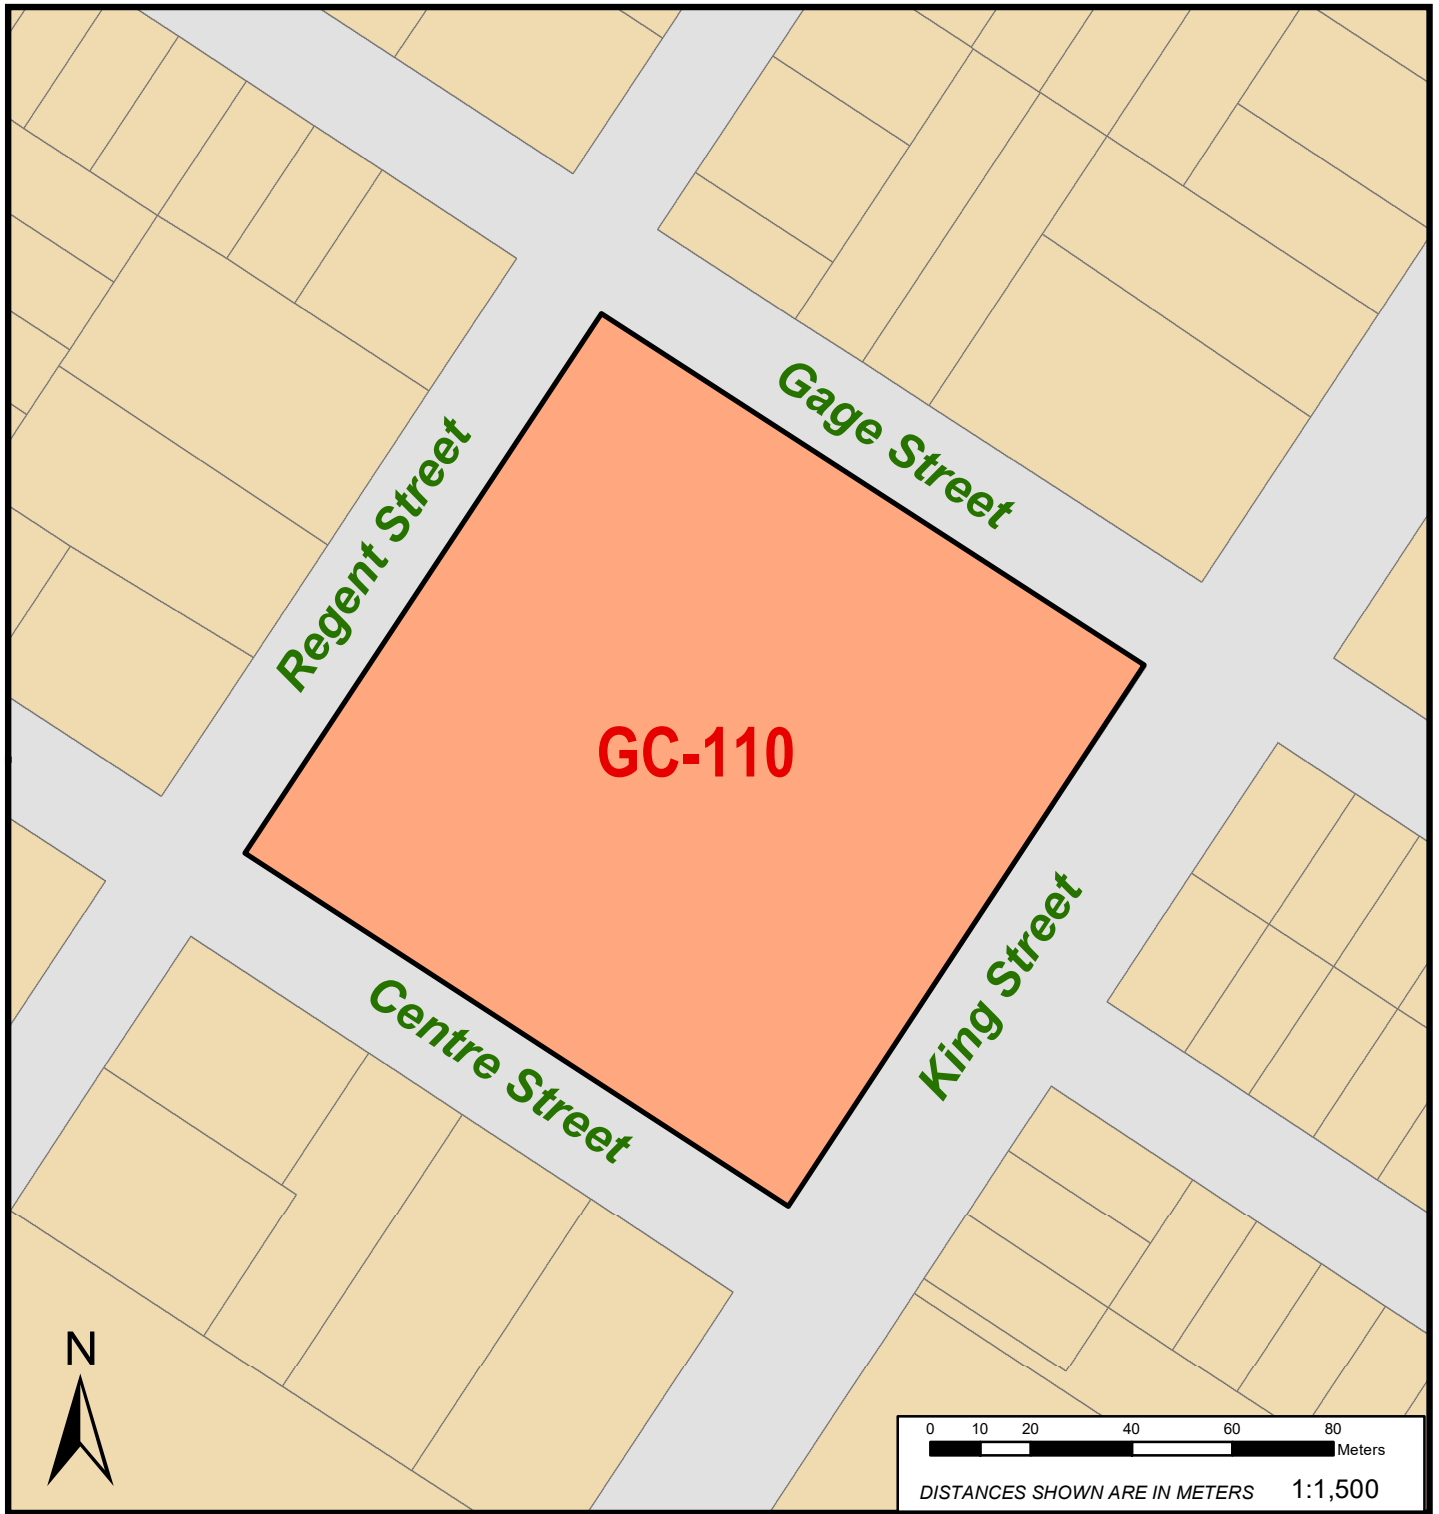 Gage Street
Regent Street
GC-110
King Street
Centre Street
N
0 10 20 40 60 80
Meters
DISTANCES SHOWN ARE IN METERS 1:1,500